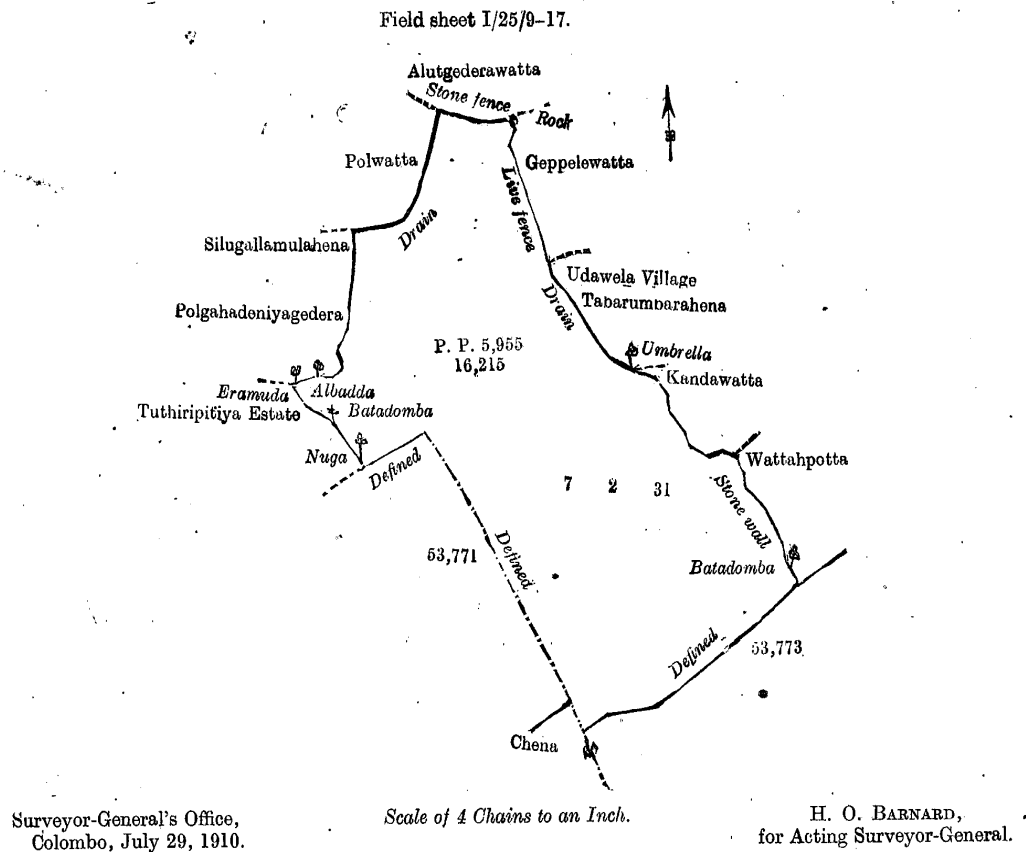 Field sheet I/25/9–17.
Alutgederawatta
Stone fence
Rock
Polwatta
Geppelewatta
Live fence
Drain
Silugallamulahena
Udawela Village
Tabarumbarahena
Drain
Polgahadeniyagedera
P. P. 5,955
16,215
Umbrella
Kandawatta
Eramuda
Albadda
Tuthiripitiya Estate
Batadomba
Nuga
Defined
Wattahpotta
7 2 31
Stone wall
53,771
Defined
Batadomba
Defined
53,773
Chena
Surveyor-General's Office,
Colombo, July 29, 1910.
Scale of 4 Chains to an Inch.
H. O. BARNARD,
for Acting Surveyor-General.